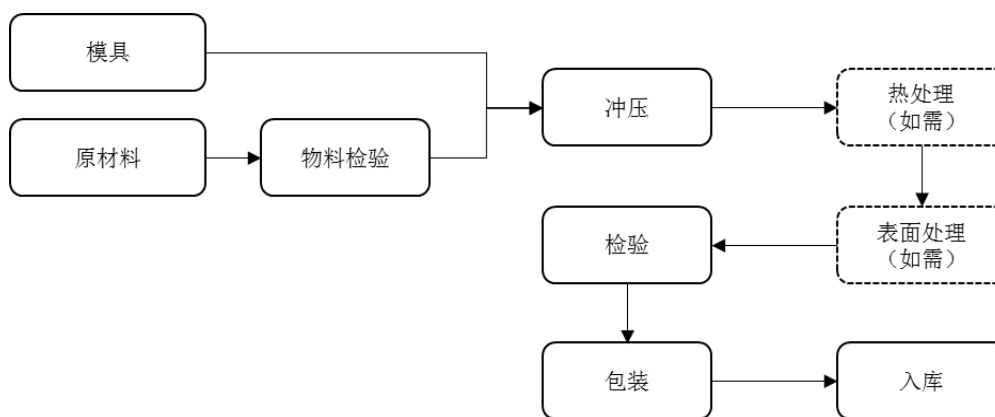 模具
原材料
物料检验
冲压
热处理
（如需）
表面处理
（如需）
检验
包装
入库